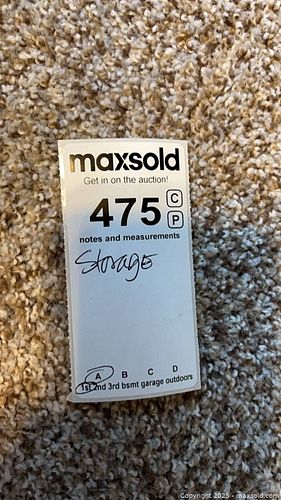 maxsold
Get in on the auction!
475 C
P
notes and measurements
Storage
A B C D
1st 2nd 3rd bsmt garage outdoors
Copyright 2025 - maxsold.com